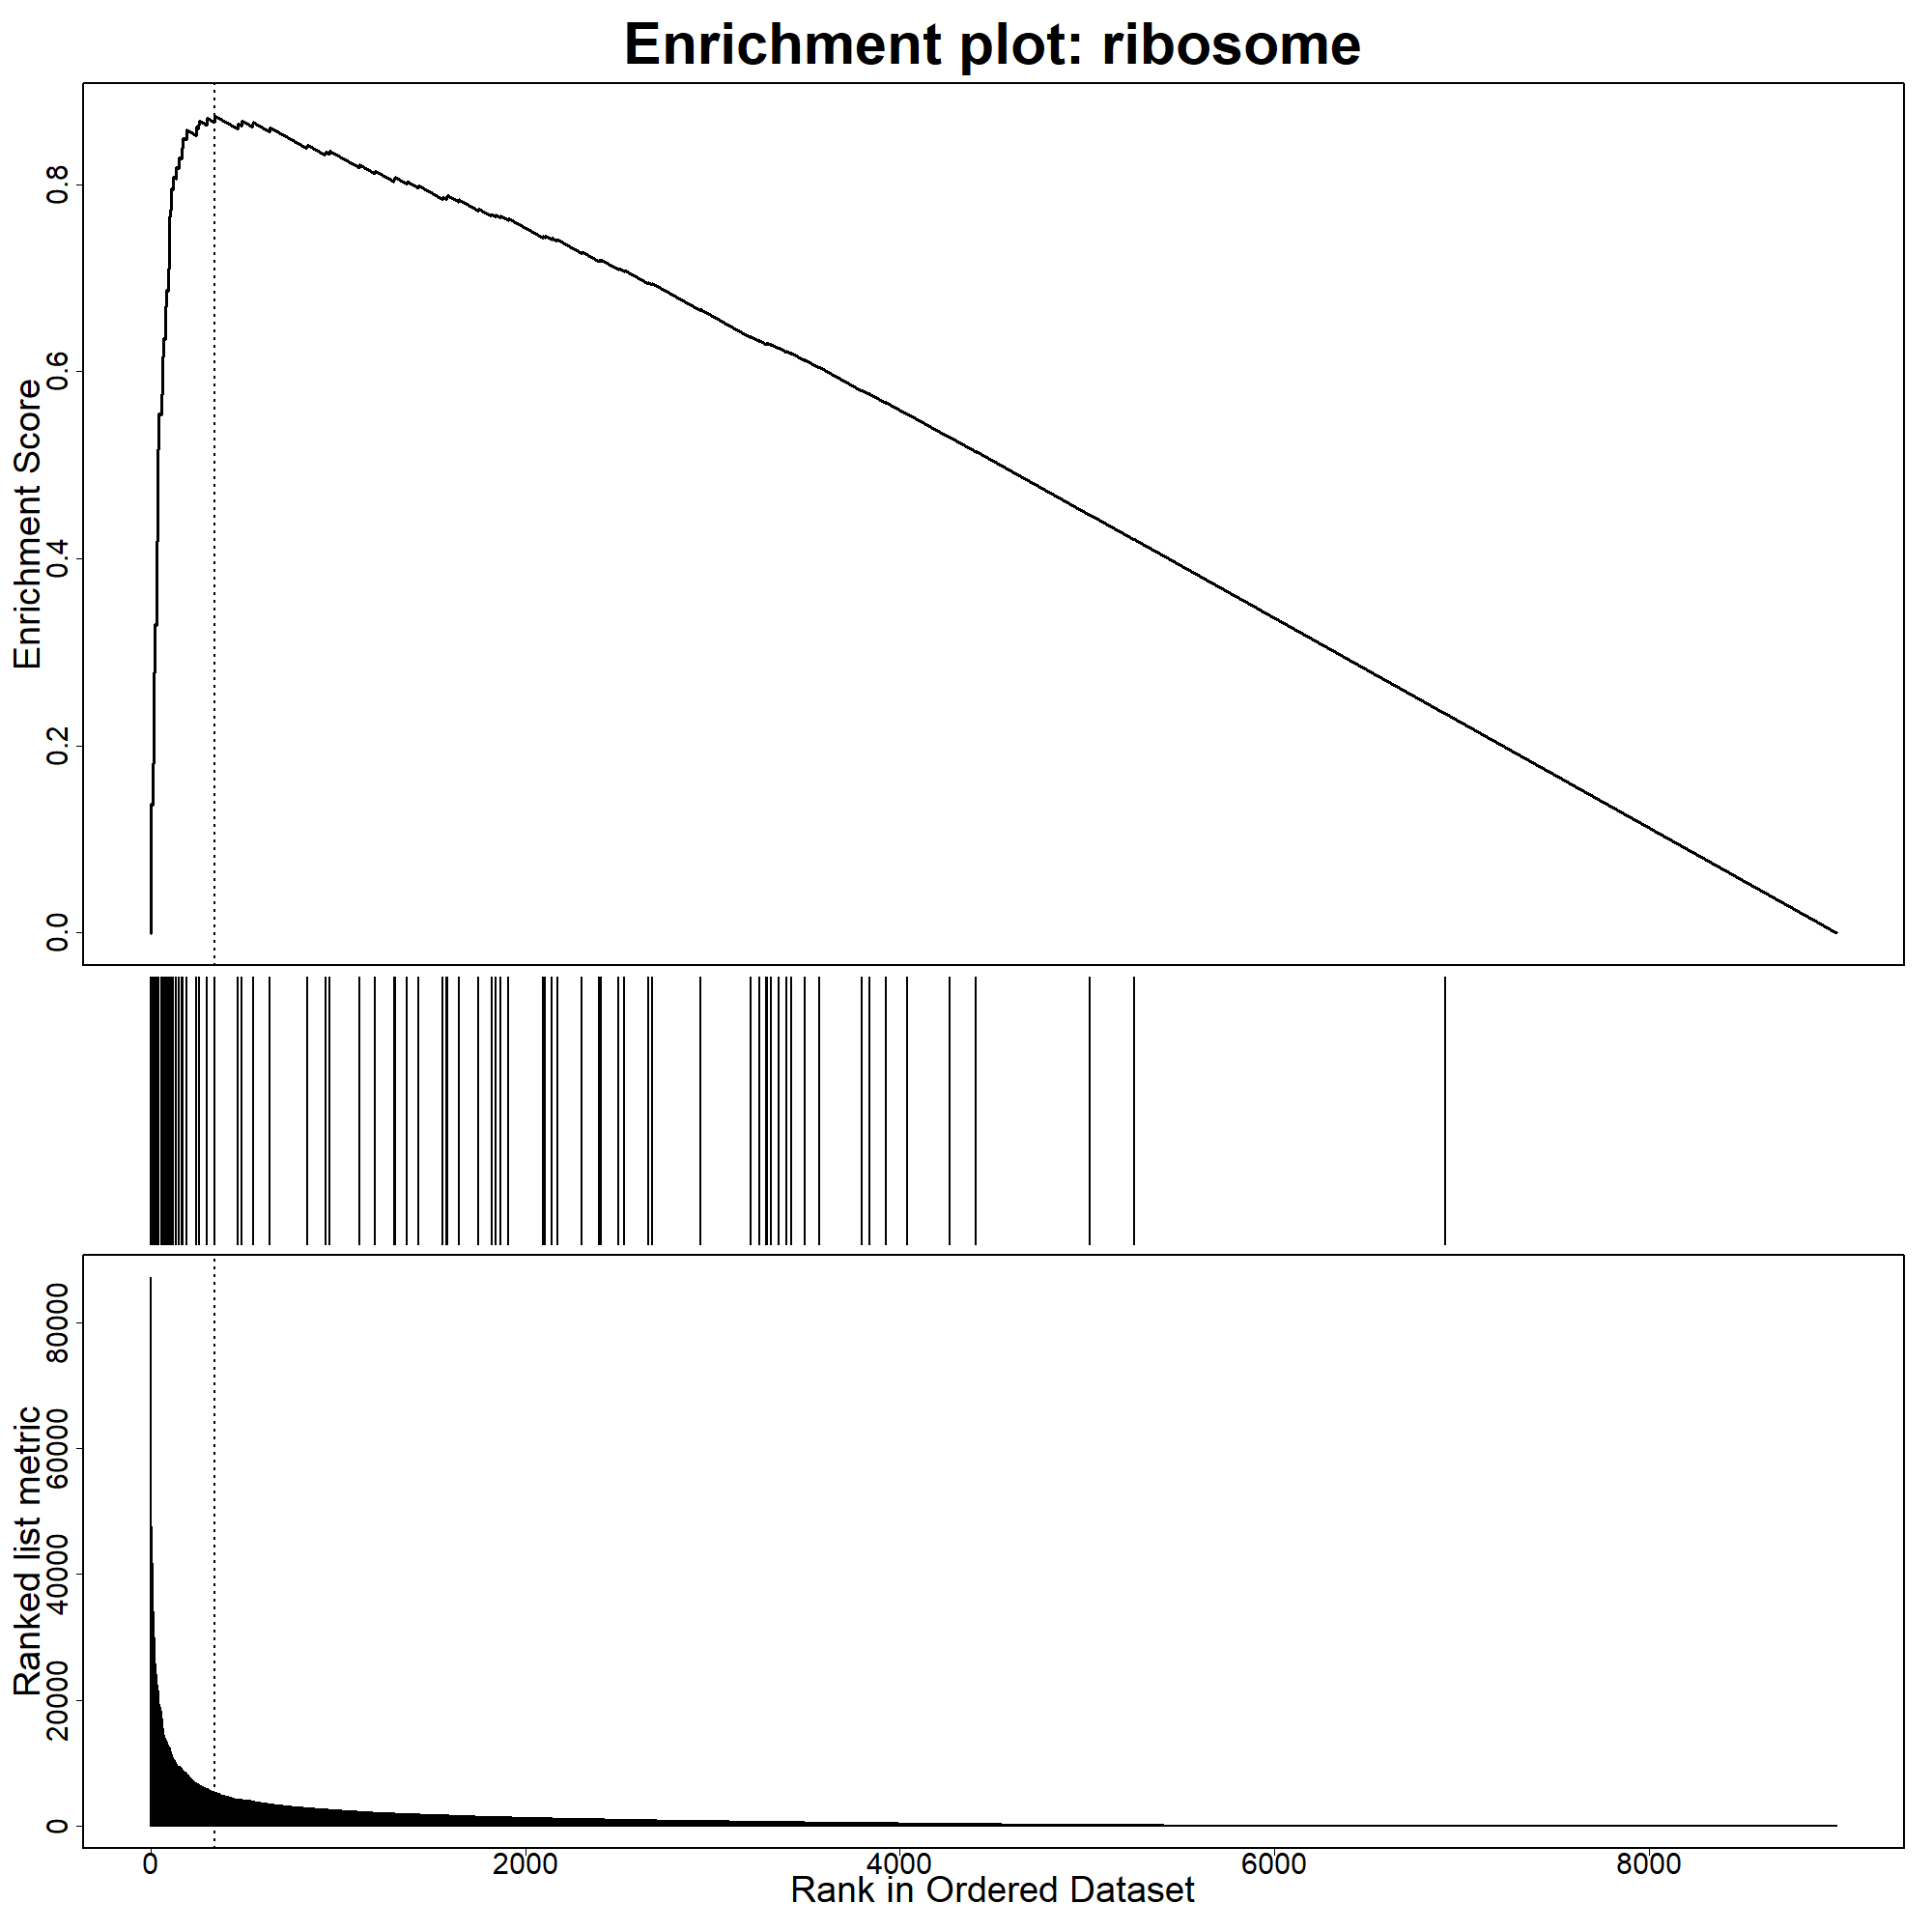 Enrichment plot: ribosome
Enrichment Score
0.8
0.6
0.4
0.2
0.0
Ranked list metric
80000
60000
40000
20000
0
0 2000 4000 6000 8000
Rank in Ordered Dataset